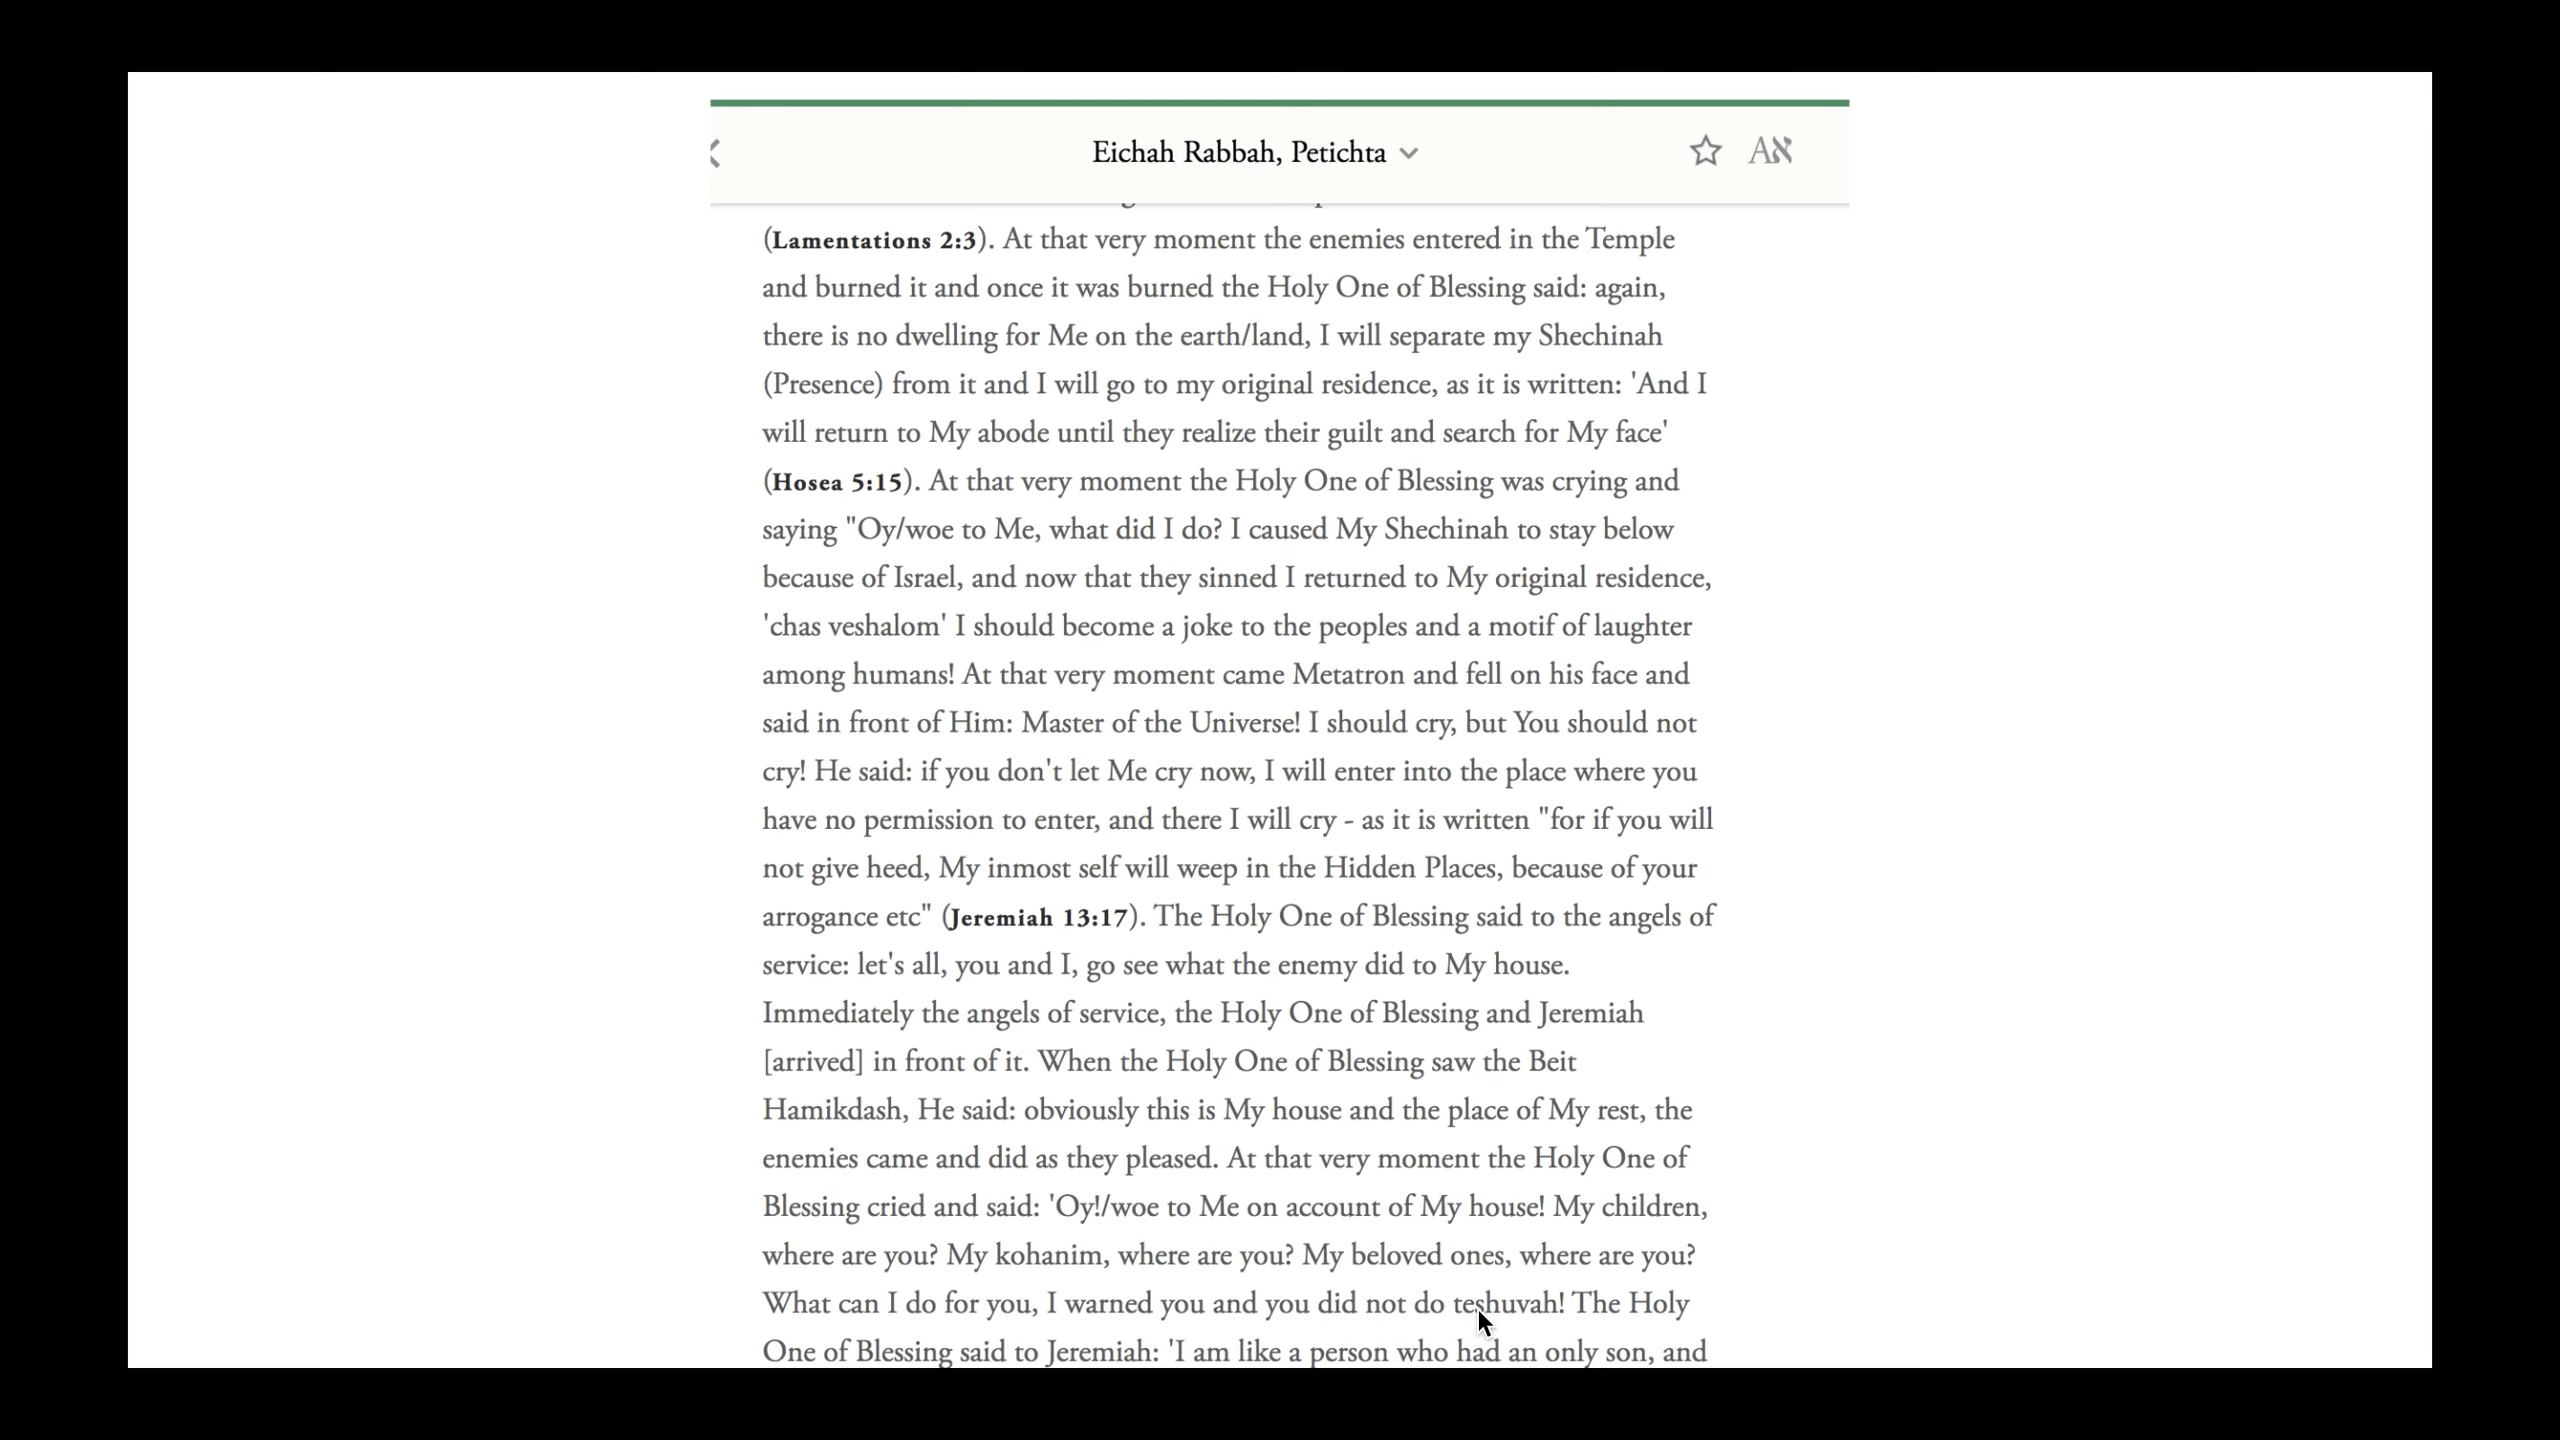 Eichah Rabbah, Petichta
Aא
(Lamentations 2:3). At that very moment the enemies entered in the Temple
and burned it and once it was burned the Holy One of Blessing said: again,
there is no dwelling for Me on the earth/land, I will separate my Shechinah
(Presence) from it and I will go to my original residence, as it is written: 'And I
will return to My abode until they realize their guilt and search for My face'
(Hosea 5:15). At that very moment the Holy One of Blessing was crying and
saying "Oy/woe to Me, what did I do? I caused My Shechinah to stay below
because of Israel, and now that they sinned I returned to My original residence,
'chas veshalom' I should become a joke to the peoples and a motif of laughter
among humans! At that very moment came Metatron and fell on his face and
said in front of Him: Master of the Universe! I should cry, but You should not
cry! He said: if you don't let Me cry now, I will enter into the place where you
have no permission to enter, and there I will cry - as it is written "for if you will
not give heed, My inmost self will weep in the Hidden Places, because of your
arrogance etc" (Jeremiah 13:17). The Holy One of Blessing said to the angels of
service: let's all, you and I, go see what the enemy did to My house.
Immediately the angels of service, the Holy One of Blessing and Jeremiah
[arrived] in front of it. When the Holy One of Blessing saw the Beit
Hamikdash, He said: obviously this is My house and the place of My rest, the
enemies came and did as they pleased. At that very moment the Holy One of
Blessing cried and said: 'Oy!/woe to Me on account of My house! My children,
where are you? My kohanim, where are you? My beloved ones, where are you?
What can I do for you, I warned you and you did not do teshuvah! The Holy
One of Blessing said to Jeremiah: 'I am like a person who had an only son, and